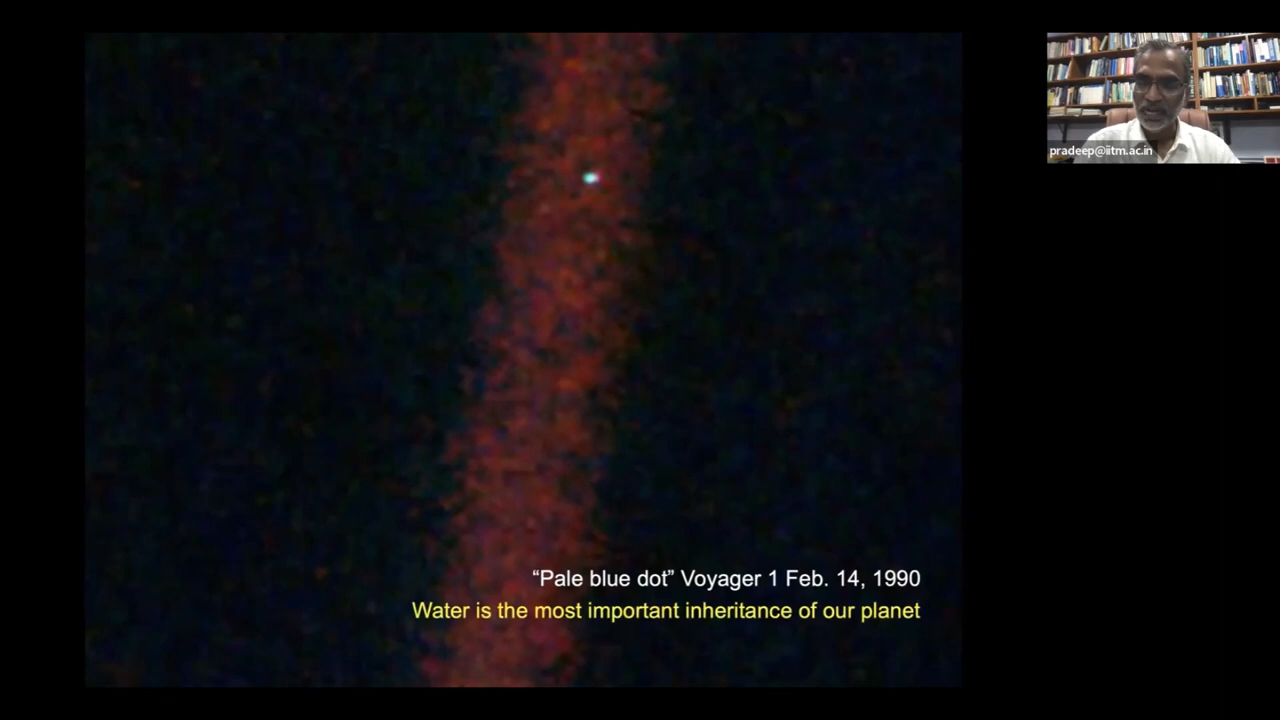 pradeep@iitm.ac.in
“Pale blue dot” Voyager 1 Feb. 14, 1990
Water is the most important inheritance of our planet